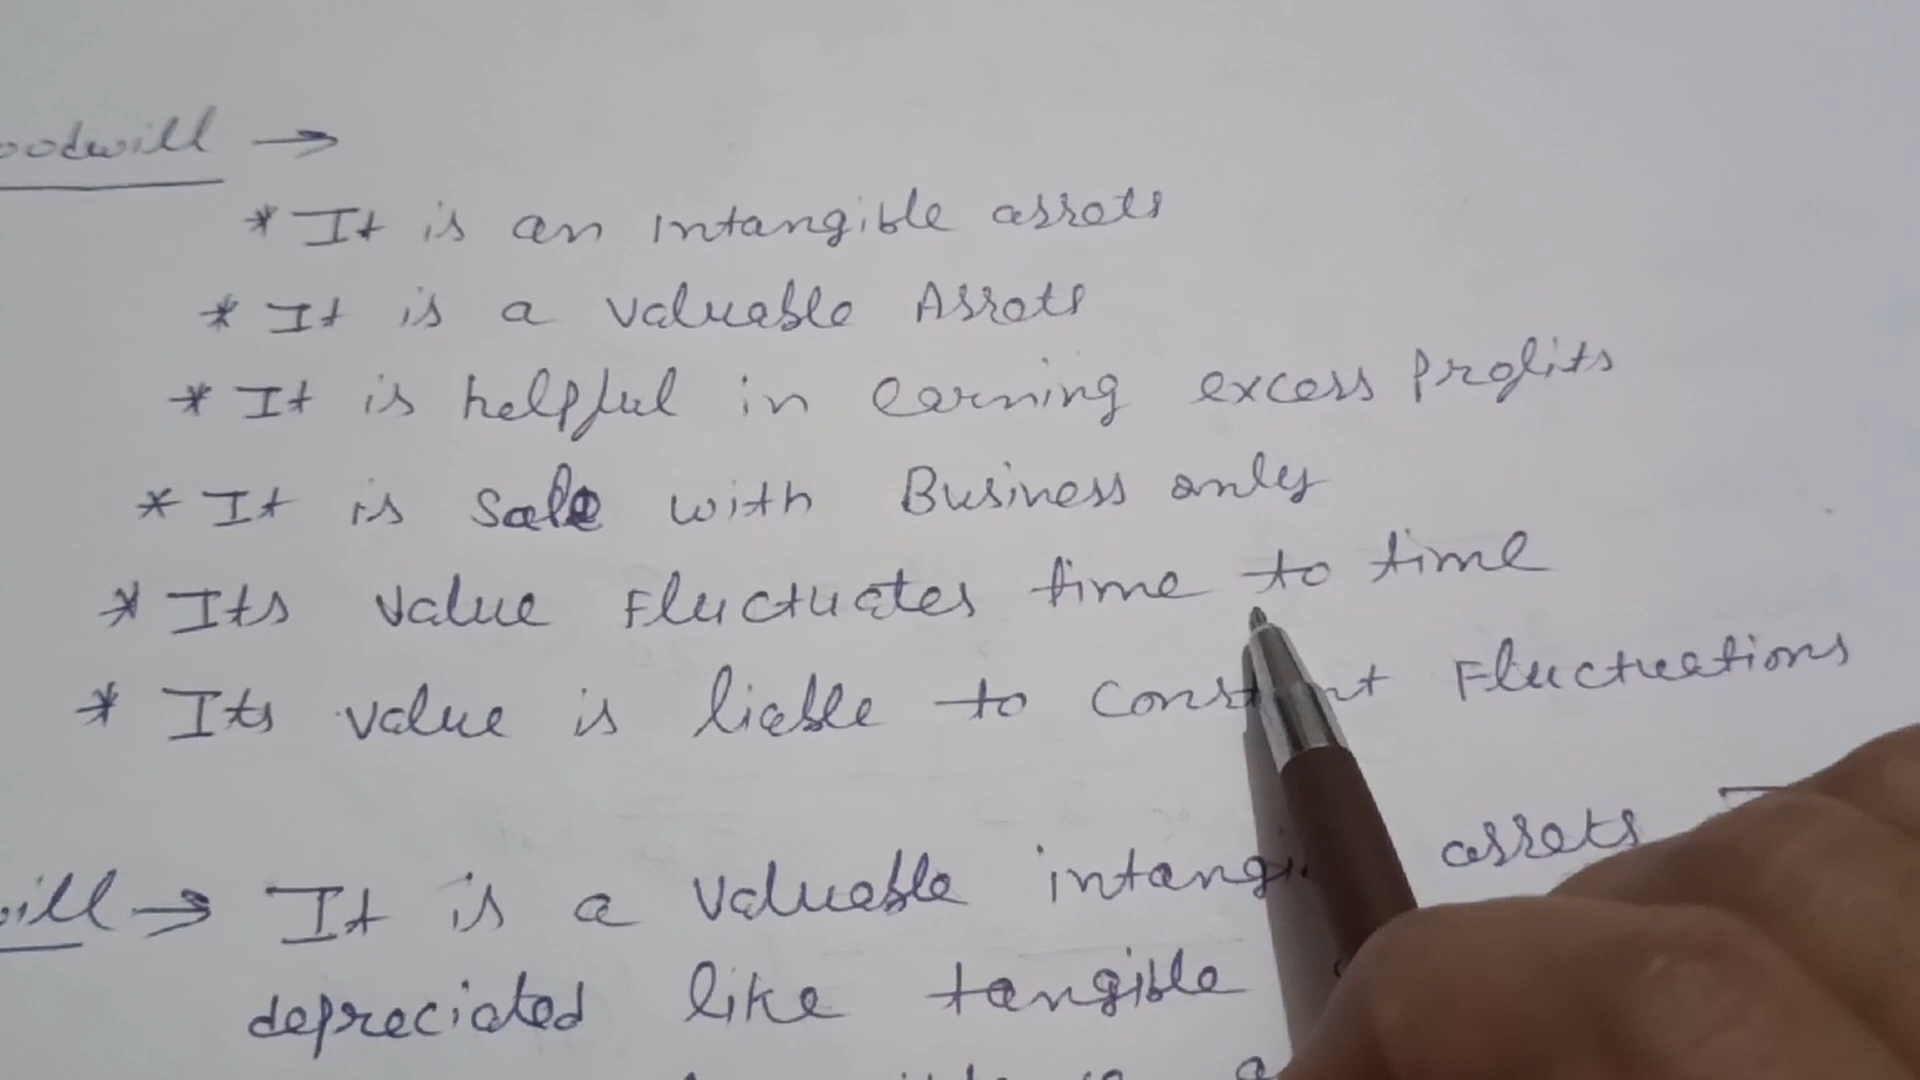 oodwill →
* It is an Intangible assets
* It is a valuable Assets
* It is helpful in earning excess Profits
* It is Sale with Business only
* Its value Fluctuates time to time
* Its value is liable to Constant Fluctuations
ill → It is a valuable intangi assets
depreciated like tangible